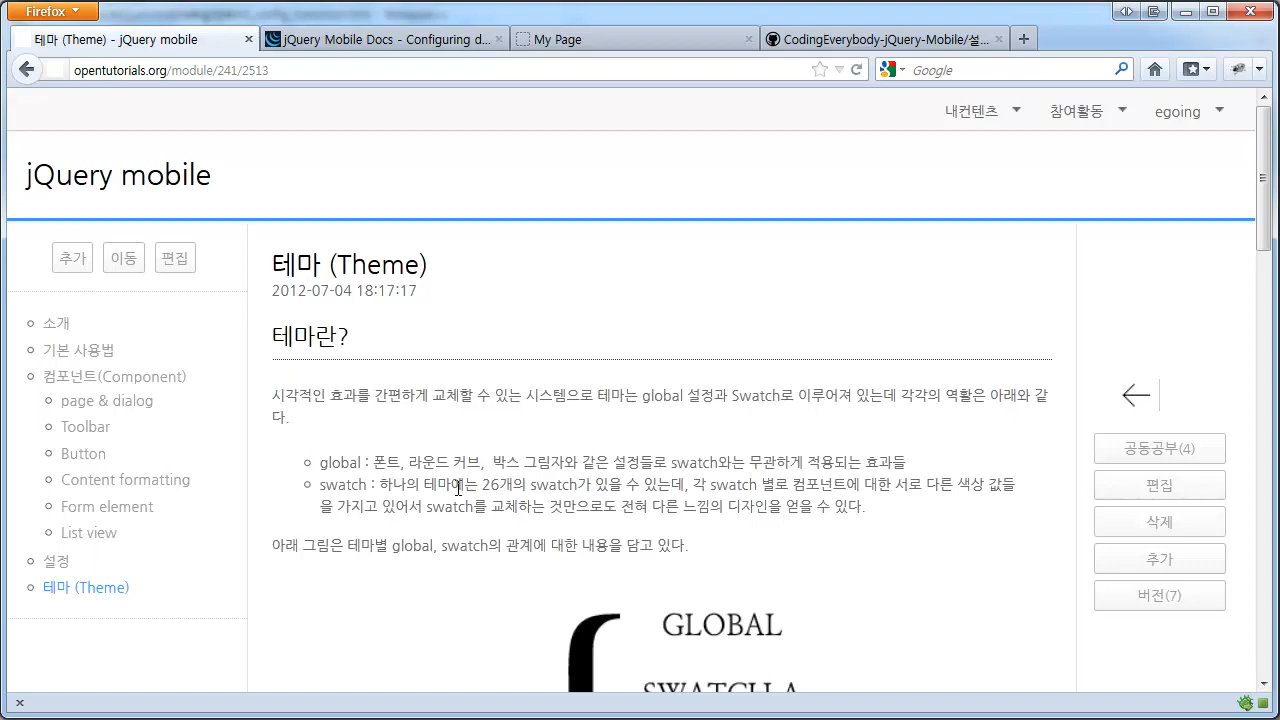 Firefox
테마 (Theme) - jQuery mobile
jQuery Mobile Docs - Configuring d...
My Page
CodingEverybody-jQuery-Mobile/설...
opentutorials.org/module/241/2513
Google
내컨텐츠
참여활동
egoing
jQuery mobile
추가
이동
편집
소개
기본 사용법
컴포넌트(Component)
page & dialog
Toolbar
Button
Content formatting
Form element
List view
설정
테마 (Theme)
테마 (Theme)
2012-07-04 18:17:17
테마란?
시각적인 효과를 간편하게 교체할 수 있는 시스템으로 테마는 global 설정과 Swatch로 이루어져 있는데 각각의 역활은 아래와 같
다.
global : 폰트, 라운드 커브, 박스 그림자와 같은 설정들로 swatch와는 무관하게 적용되는 효과들
swatch : 하나의 테마에는 26개의 swatch가 있을 수 있는데, 각 swatch 별로 컴포넌트에 대한 서로 다른 색상 값들
을 가지고 있어서 swatch를 교체하는 것만으로도 전혀 다른 느낌의 디자인을 얻을 수 있다.
아래 그림은 테마별 global, swatch의 관계에 대한 내용을 담고 있다.
GLOBAL
SWATCH A
공동공부(4)
편집
삭제
추가
버전(7)